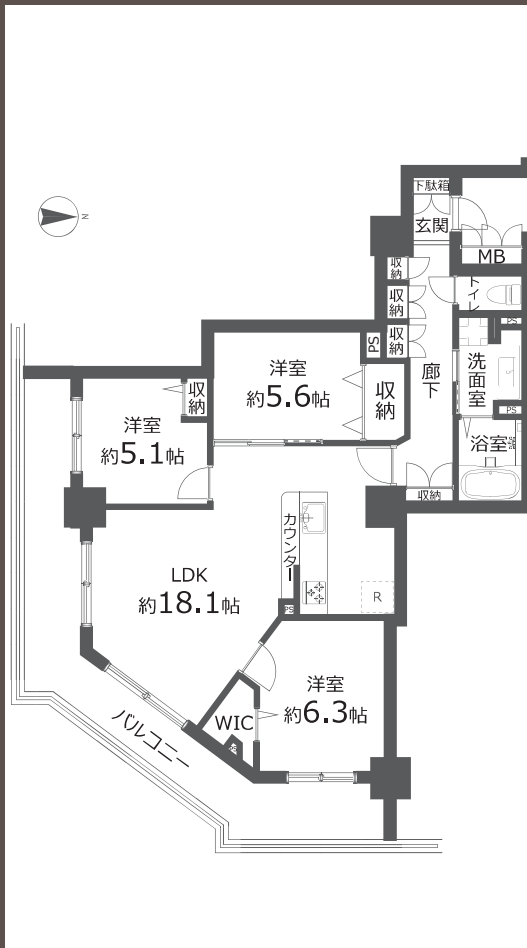 下駄箱
玄関
N
MB
収納
トイレ
収納
PS
収納
PS
洗面室
廊下
洋室
約5.6帖
収納
収納
洋室
約5.1帖
PS
浴室
収納
カウンター
LDK
約18.1帖
R
PS
洋室
約6.3帖
WIC
バルコニー